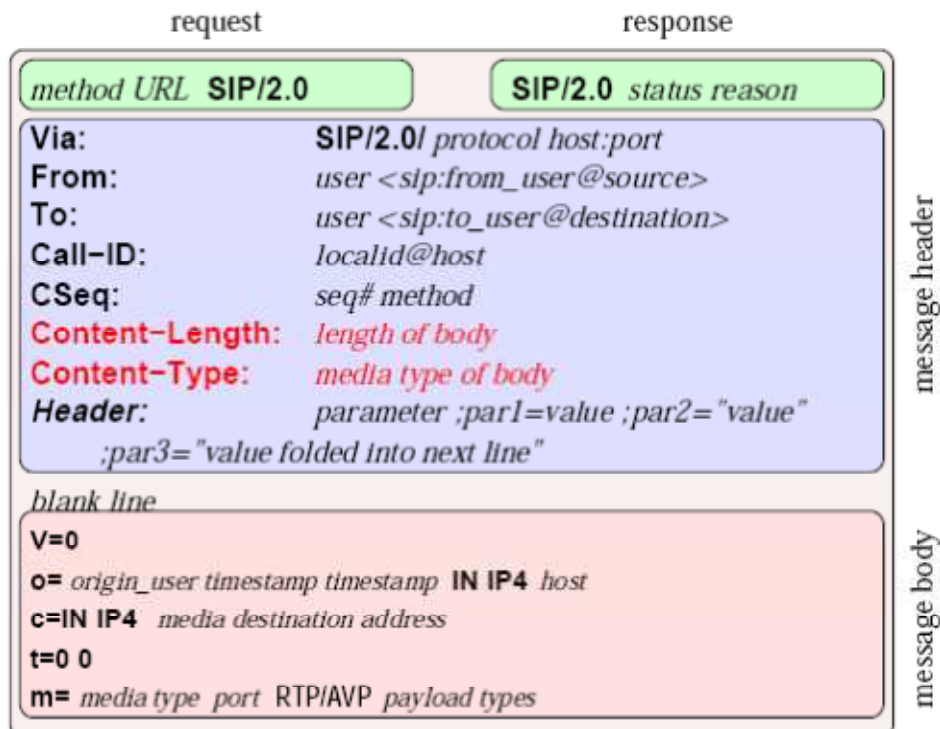 request response
method URL SIP/2.0 SIP/2.0 status reason
Via: SIP/2.0/ protocol host:port
From: user <sip:from_user@source>
To: user <sip:to_user@destination>
Call-ID: localid@host
CSeq: seq# method
Content-Length: length of body
Content-Type: media type of body
Header: parameter ;par1=value ;par2="value"
;par3="value folded into next line"
message header
blank line
V=0
o= origin_user timestamp timestamp IN IP4 host
c=IN IP4 media destination address
t=0 0
m= media type port RTP/AVP payload types
message body